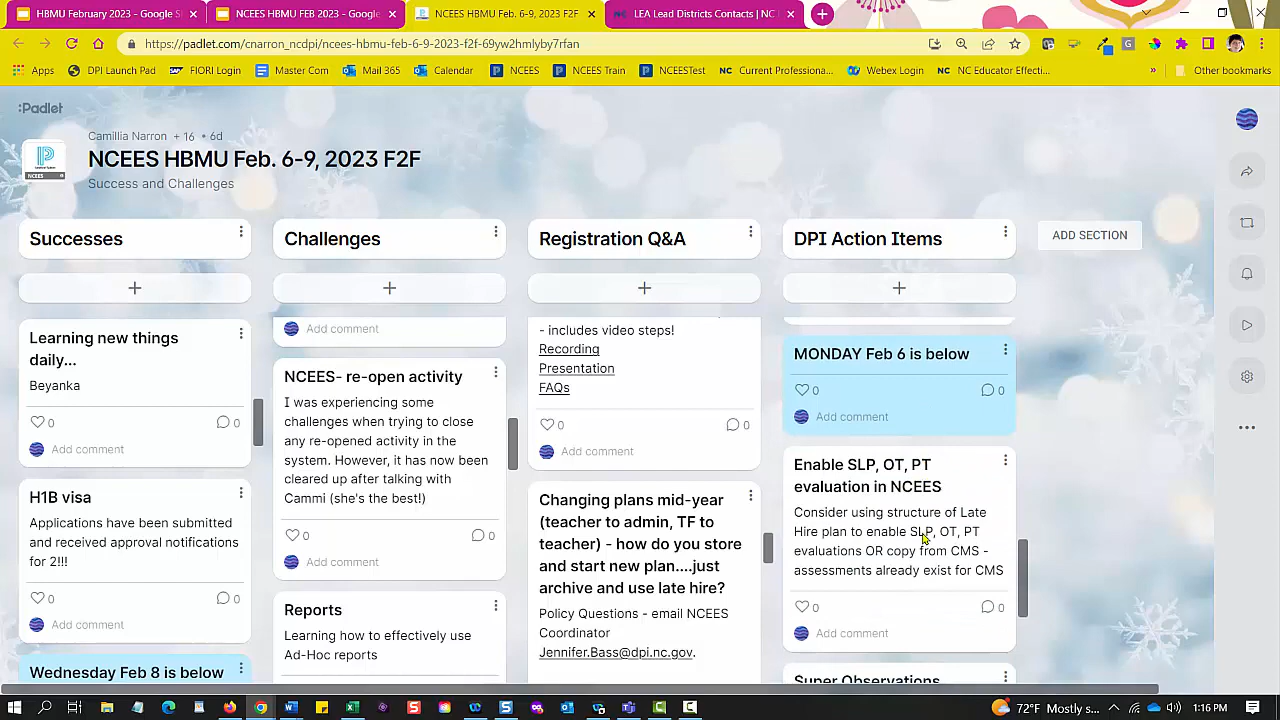 HBMU February 2023 - Google S
NCEES HBMU FEB 2023 - Google
NCEES HBMU Feb. 6-9, 2023 F2F
LEA Lead Districts Contacts | NC
https://padlet.com/cnarron_ncdpi/ncees-hbmu-feb-6-9-2023-f2f-69yw2hmlyby7rfan
Apps
DPI Launch Pad
FIORI Login
Master Com
Mail 365
Calendar
NCEES
NCEES Train
NCEESTest
NC Current Professiona...
Webex Login
NC NC Educator Effecti...
»
Other bookmarks
:Padlet
Camillia Narron + 16 • 6d
NCEES HBMU Feb. 6-9, 2023 F2F
Success and Challenges
NCEES
Successes
Learning new things
daily...
Beyanka
0
0
Add comment
H1B visa
Applications have been submitted
and received approval notifications
for 2!!!
0
0
Add comment
Wednesday Feb 8 is below
Challenges
Add comment
NCEES- re-open activity
I was experiencing some
challenges when trying to close
any re-opened activity in the
system. However, it has now been
cleared up after talking with
Cammi (she's the best!)
0
0
Add comment
Reports
Learning how to effectively use
Ad-Hoc reports
Registration Q&A
- includes video steps!
Recording
Presentation
FAQs
0
0
Add comment
Changing plans mid-year
(teacher to admin, TF to
teacher) - how do you store
and start new plan....just
archive and use late hire?
Policy Questions - email NCEES
Coordinator
Jennifer.Bass@dpi.nc.gov.
DPI Action Items
MONDAY Feb 6 is below
0
0
Add comment
Enable SLP, OT, PT
evaluation in NCEES
Consider using structure of Late
Hire plan to enable SLP, OT, PT
evaluations OR copy from CMS -
assessments already exist for CMS
0
0
Add comment
Super Observations
ADD SECTION
72°F Mostly s...
1:16 PM